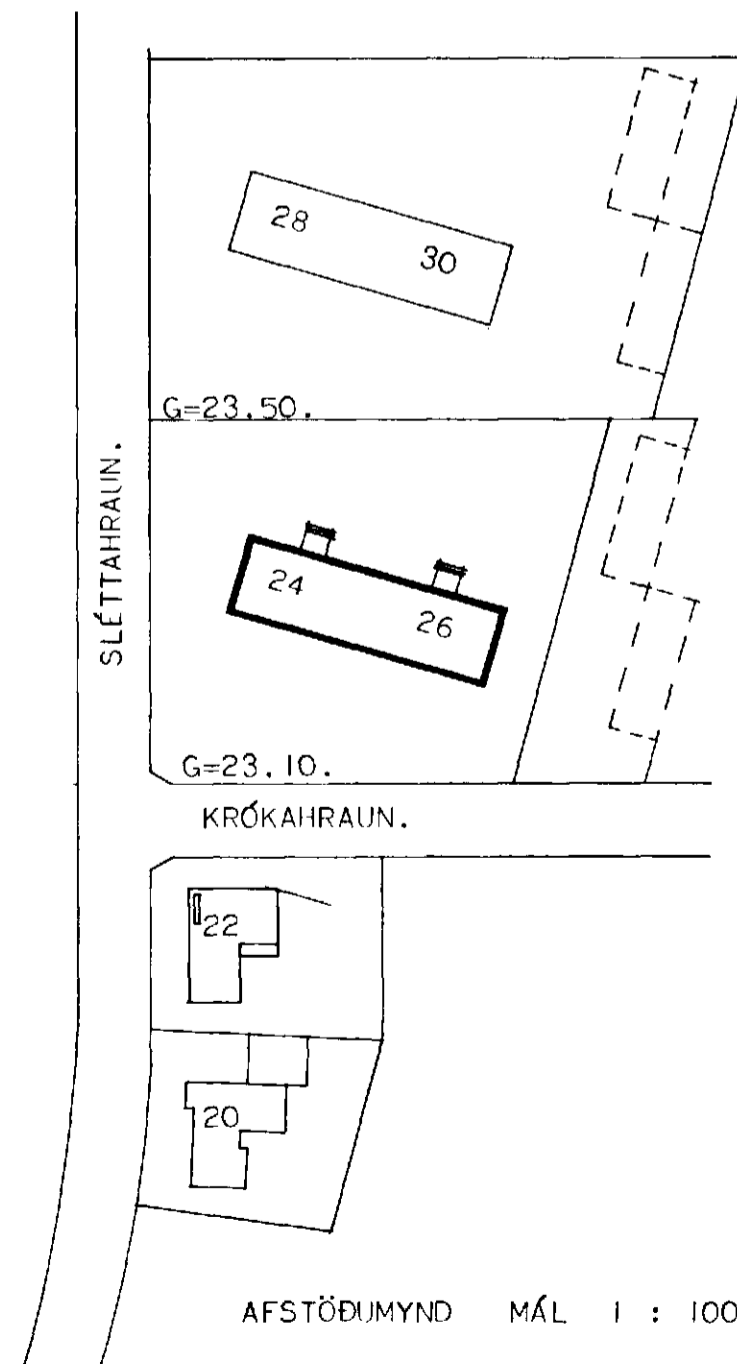 28
30
G=23.50.
SLÉTTAHRAUN.
24
26
G=23.10.
KRÓKAHRAUN.
22
20
AFSTÖÐUMYND MÁL 1 : 100